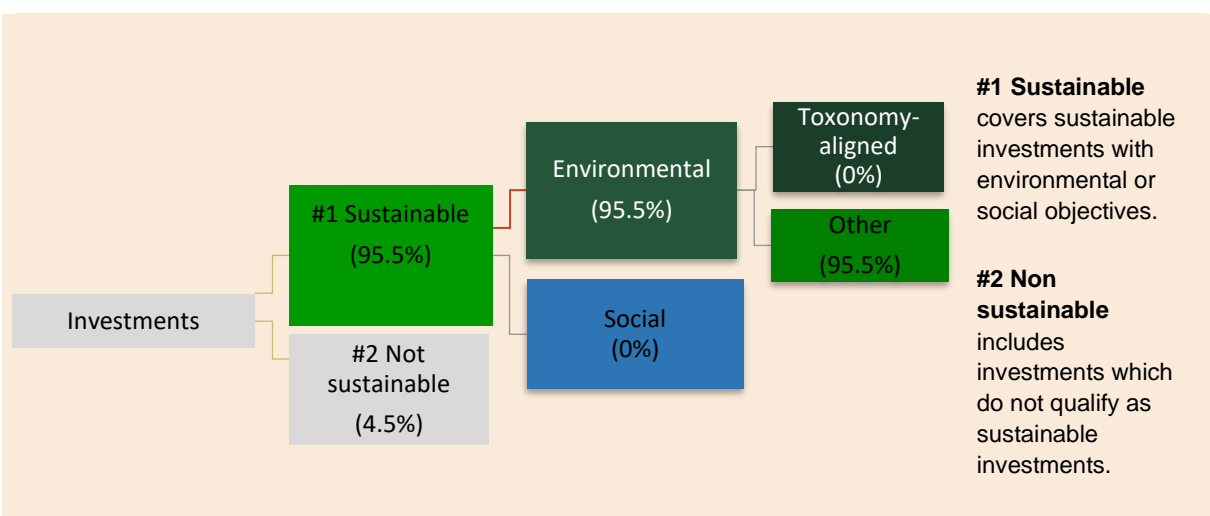 Investments
#1 Sustainable
(95.5%)
#2 Not
sustainable
(4.5%)
Environmental
(95.5%)
Social
(0%)
Toxonomy-
aligned
(0%)
Other
(95.5%)
#1 Sustainable
covers sustainable
investments with
environmental or
social objectives.
#2 Non
sustainable
includes
investments which
do not qualify as
sustainable
investments.